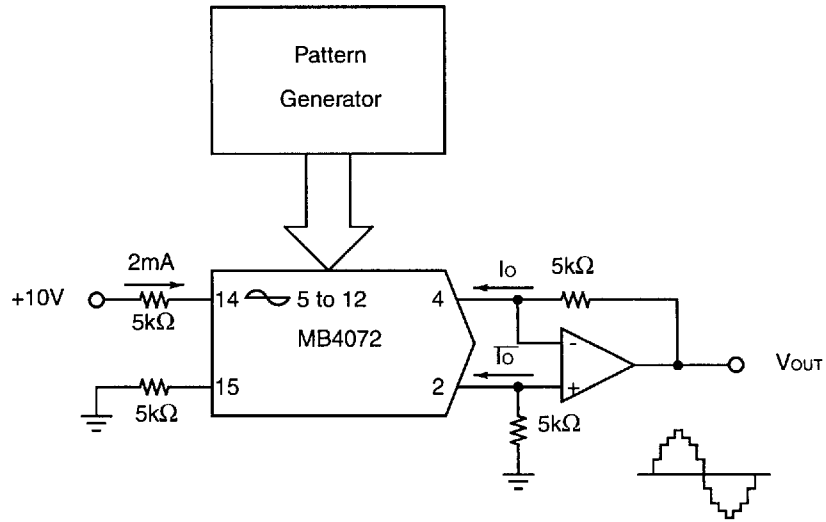 Pattern
Generator
2mA
+10V
5kΩ
14
5 to 12
MB4072
4
IO
5kΩ
15
5kΩ
2
IO
5kΩ
-
+
VOUT